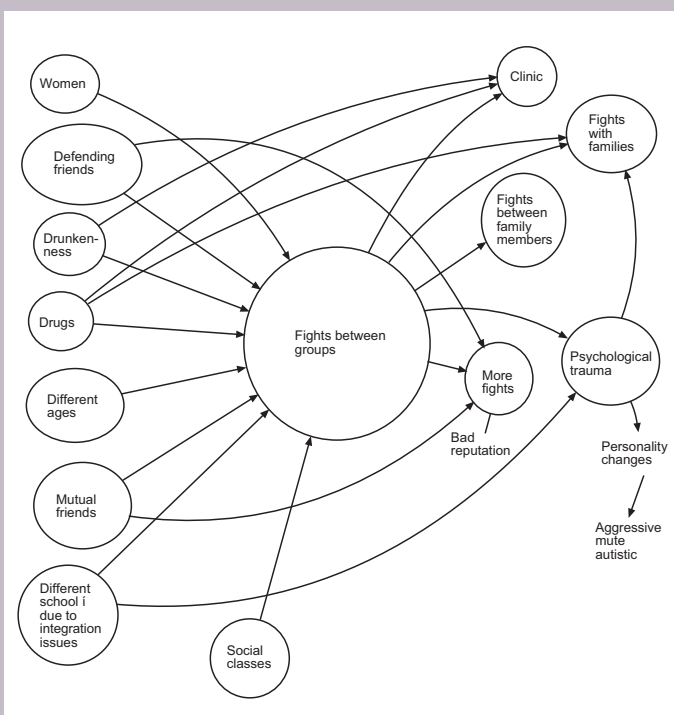 Women
Clinic
Defending
friends
Fights
with
families
Drunken-
ness
Fights
between
family
members
Drugs
Fights between
groups
Psychological
trauma
Different
ages
More
fights
Bad
reputation
Personality
changes
Mutual
friends
Aggressive
mute
autistic
Different
school í
due to
integration
issues
Social
classes